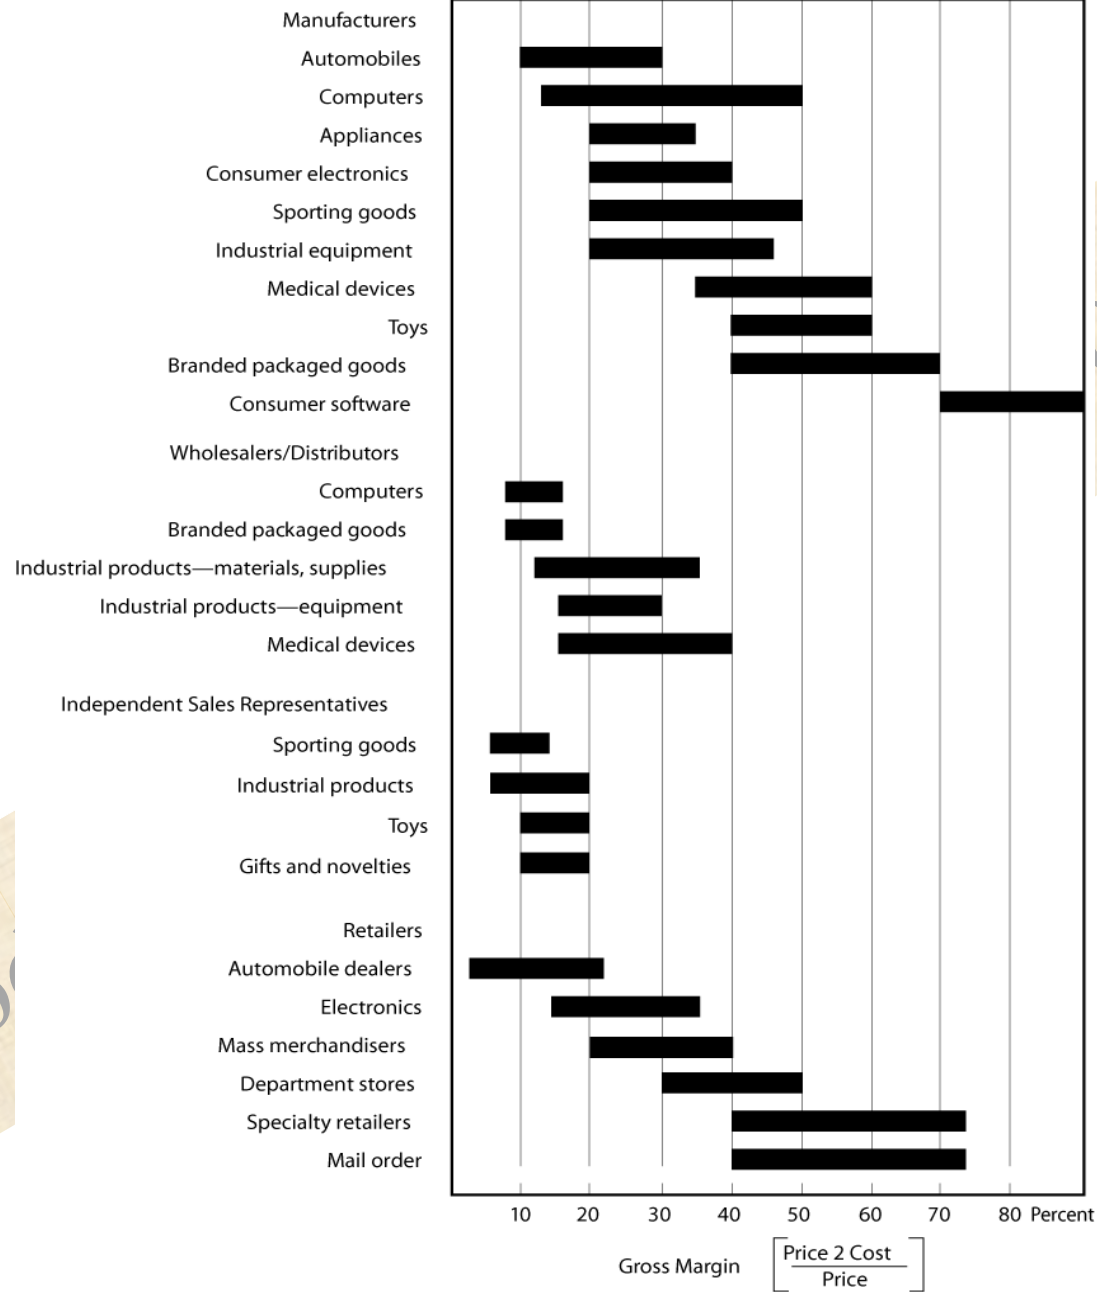 Manufacturers
Automobiles
Computers
Appliances
Consumer electronics
Sporting goods
Industrial equipment
Medical devices
Toys
Branded packaged goods
Consumer software
Wholesalers/Distributors
Computers
Branded packaged goods
Industrial products—materials, supplies
Industrial products—equipment
Medical devices
Independent Sales Representatives
Sporting goods
Industrial products
Toys
Gifts and novelties
Retailers
Automobile dealers
Electronics
Mass merchandisers
Department stores
Specialty retailers
Mail order
10 20 30 40 50 60 70 80 Percent
Gross Margin
Price 2 Cost
Price